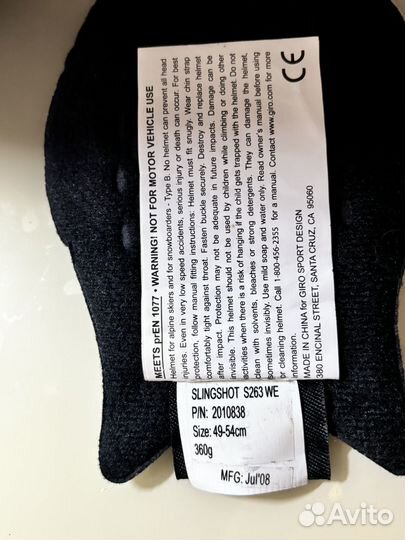 MEETS prEN 1077 • WARNING! NOT FOR MOTOR VEHICLE USE
Helmet for alpine skiers and for snowboarders - Type B. No helmet can prevent all head
injuries. Even in very low speed accidents, serious injury or death can occur. For best
protection, follow manual fitting instructions: Helmet must fit snugly. Wear chin strap
comfortably tight against throat. Fasten buckle securely. Destroy and replace helmet
after impact. Protection may not be adequate in future impacts. Damage can be
invisible. This helmet should not be used by children while climbing or doing other
activities when there is a risk of hanging if the child gets trapped with the helmet. Do not
clean with solvents, bleaches or strong detergents. They can damage the helmet,
sometimes invisibly. Use mild soap and water only. Read owner's manual before using
or cleaning helmet. Call 1-800-456-2355 for a manual. Contact www.giro.com for more
information.
MADE IN CHINA for GIRO SPORT DESIGN
380 ENCINAL STREET, SANTA CRUZ, CA 95060
CE
SLINGSHOT S263 WE
P/N: 2010838
Size: 49-54cm
360g
MFG: Jul'08
Avito